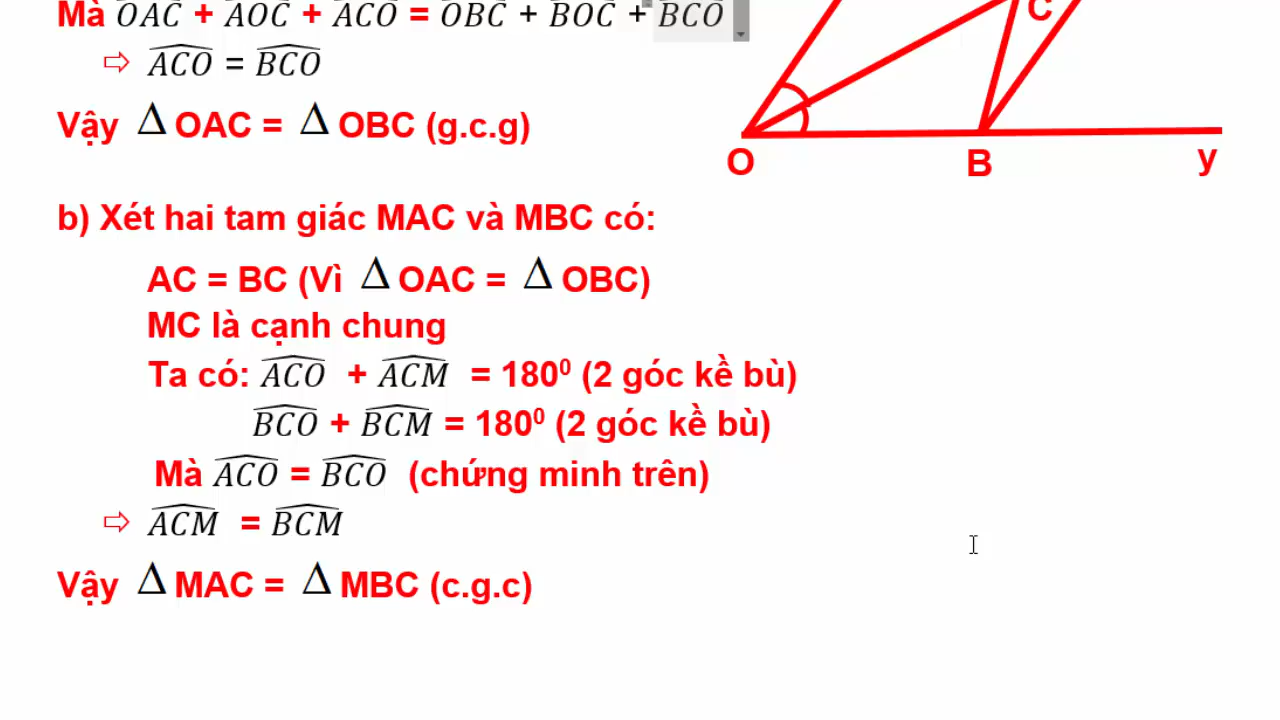 Mà OAC + AOC + ACO = OBC + BOC + BCO
⇨ ACO = BCO
Vậy Δ OAC = Δ OBC (g.c.g)
C
O
B
y
b) Xét hai tam giác MAC và MBC có:
AC = BC (Vì Δ OAC = Δ OBC)
MC là cạnh chung
Ta có: ACO + ACM = 180⁰ (2 góc kề bù)
BCO + BCM = 180⁰ (2 góc kề bù)
Mà ACO = BCO (chứng minh trên)
⇨ ACM = BCM
Vậy Δ MAC = Δ MBC (c.g.c)